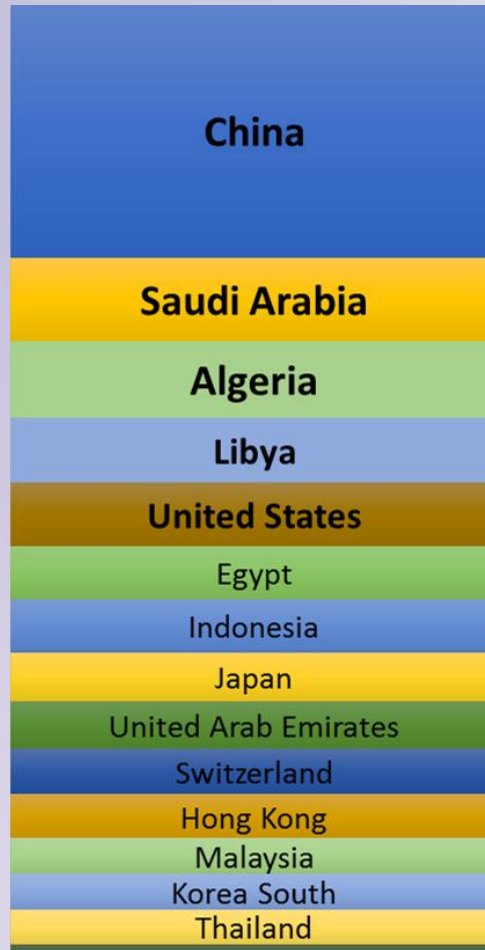 China
Saudi Arabia
Algeria
Libya
United States
Egypt
Indonesia
Japan
United Arab Emirates
Switzerland
Hong Kong
Malaysia
Korea South
Thailand